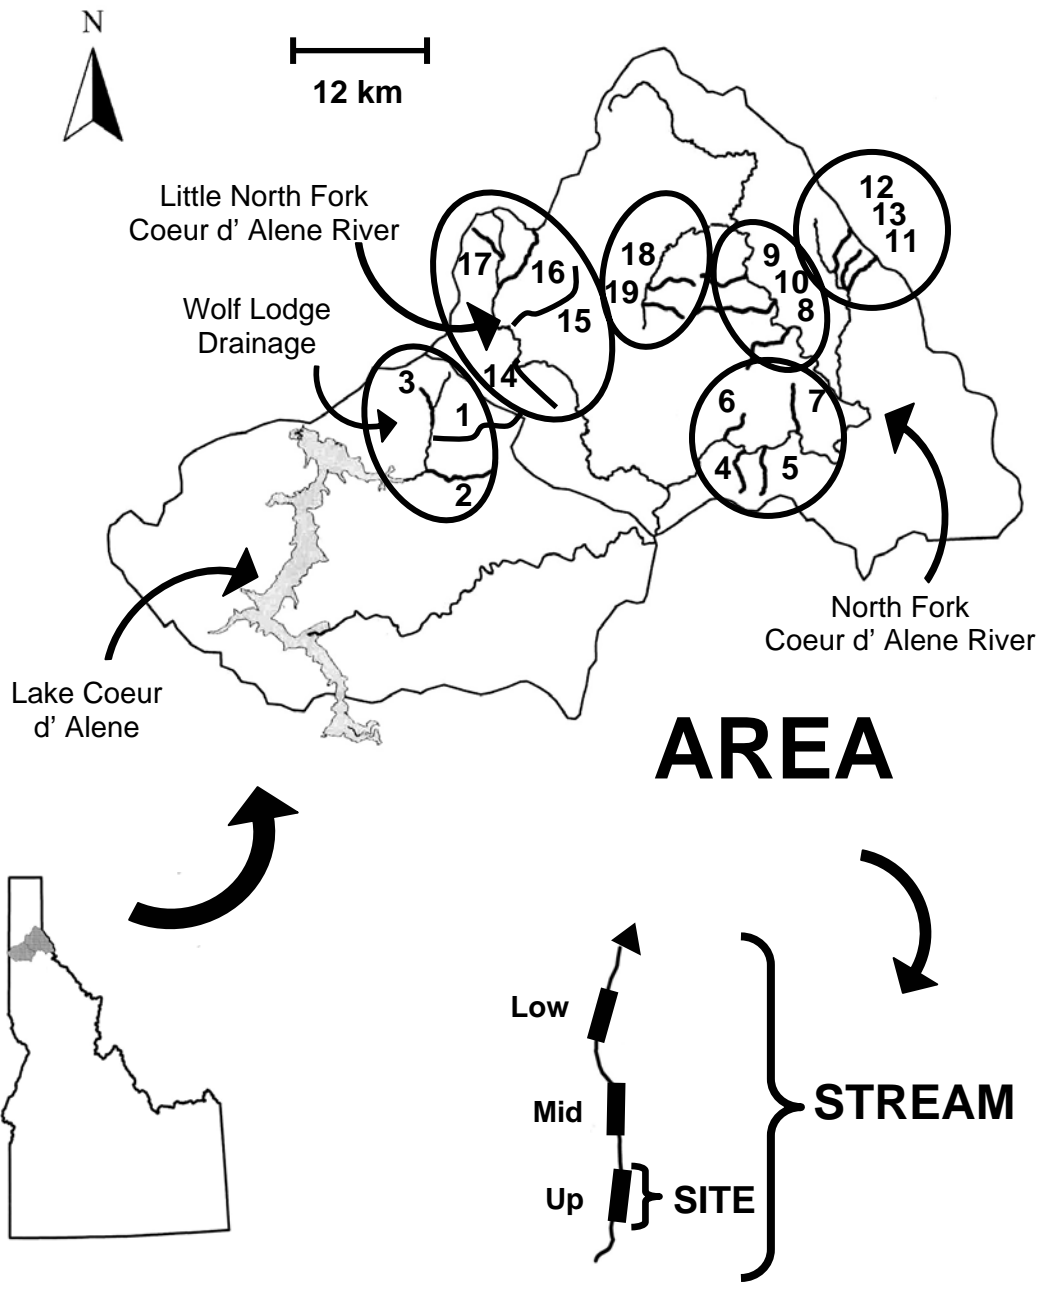 N
12 km
Little North Fork
Coeur d’ Alene River
Wolf Lodge
Drainage
12
13
11
18
19
9
10
8
17
16
15
14
3
1
2
6
7
4
5
North Fork
Coeur d’ Alene River
Lake Coeur
d’ Alene
AREA
Low
Mid
Up
SITE
STREAM